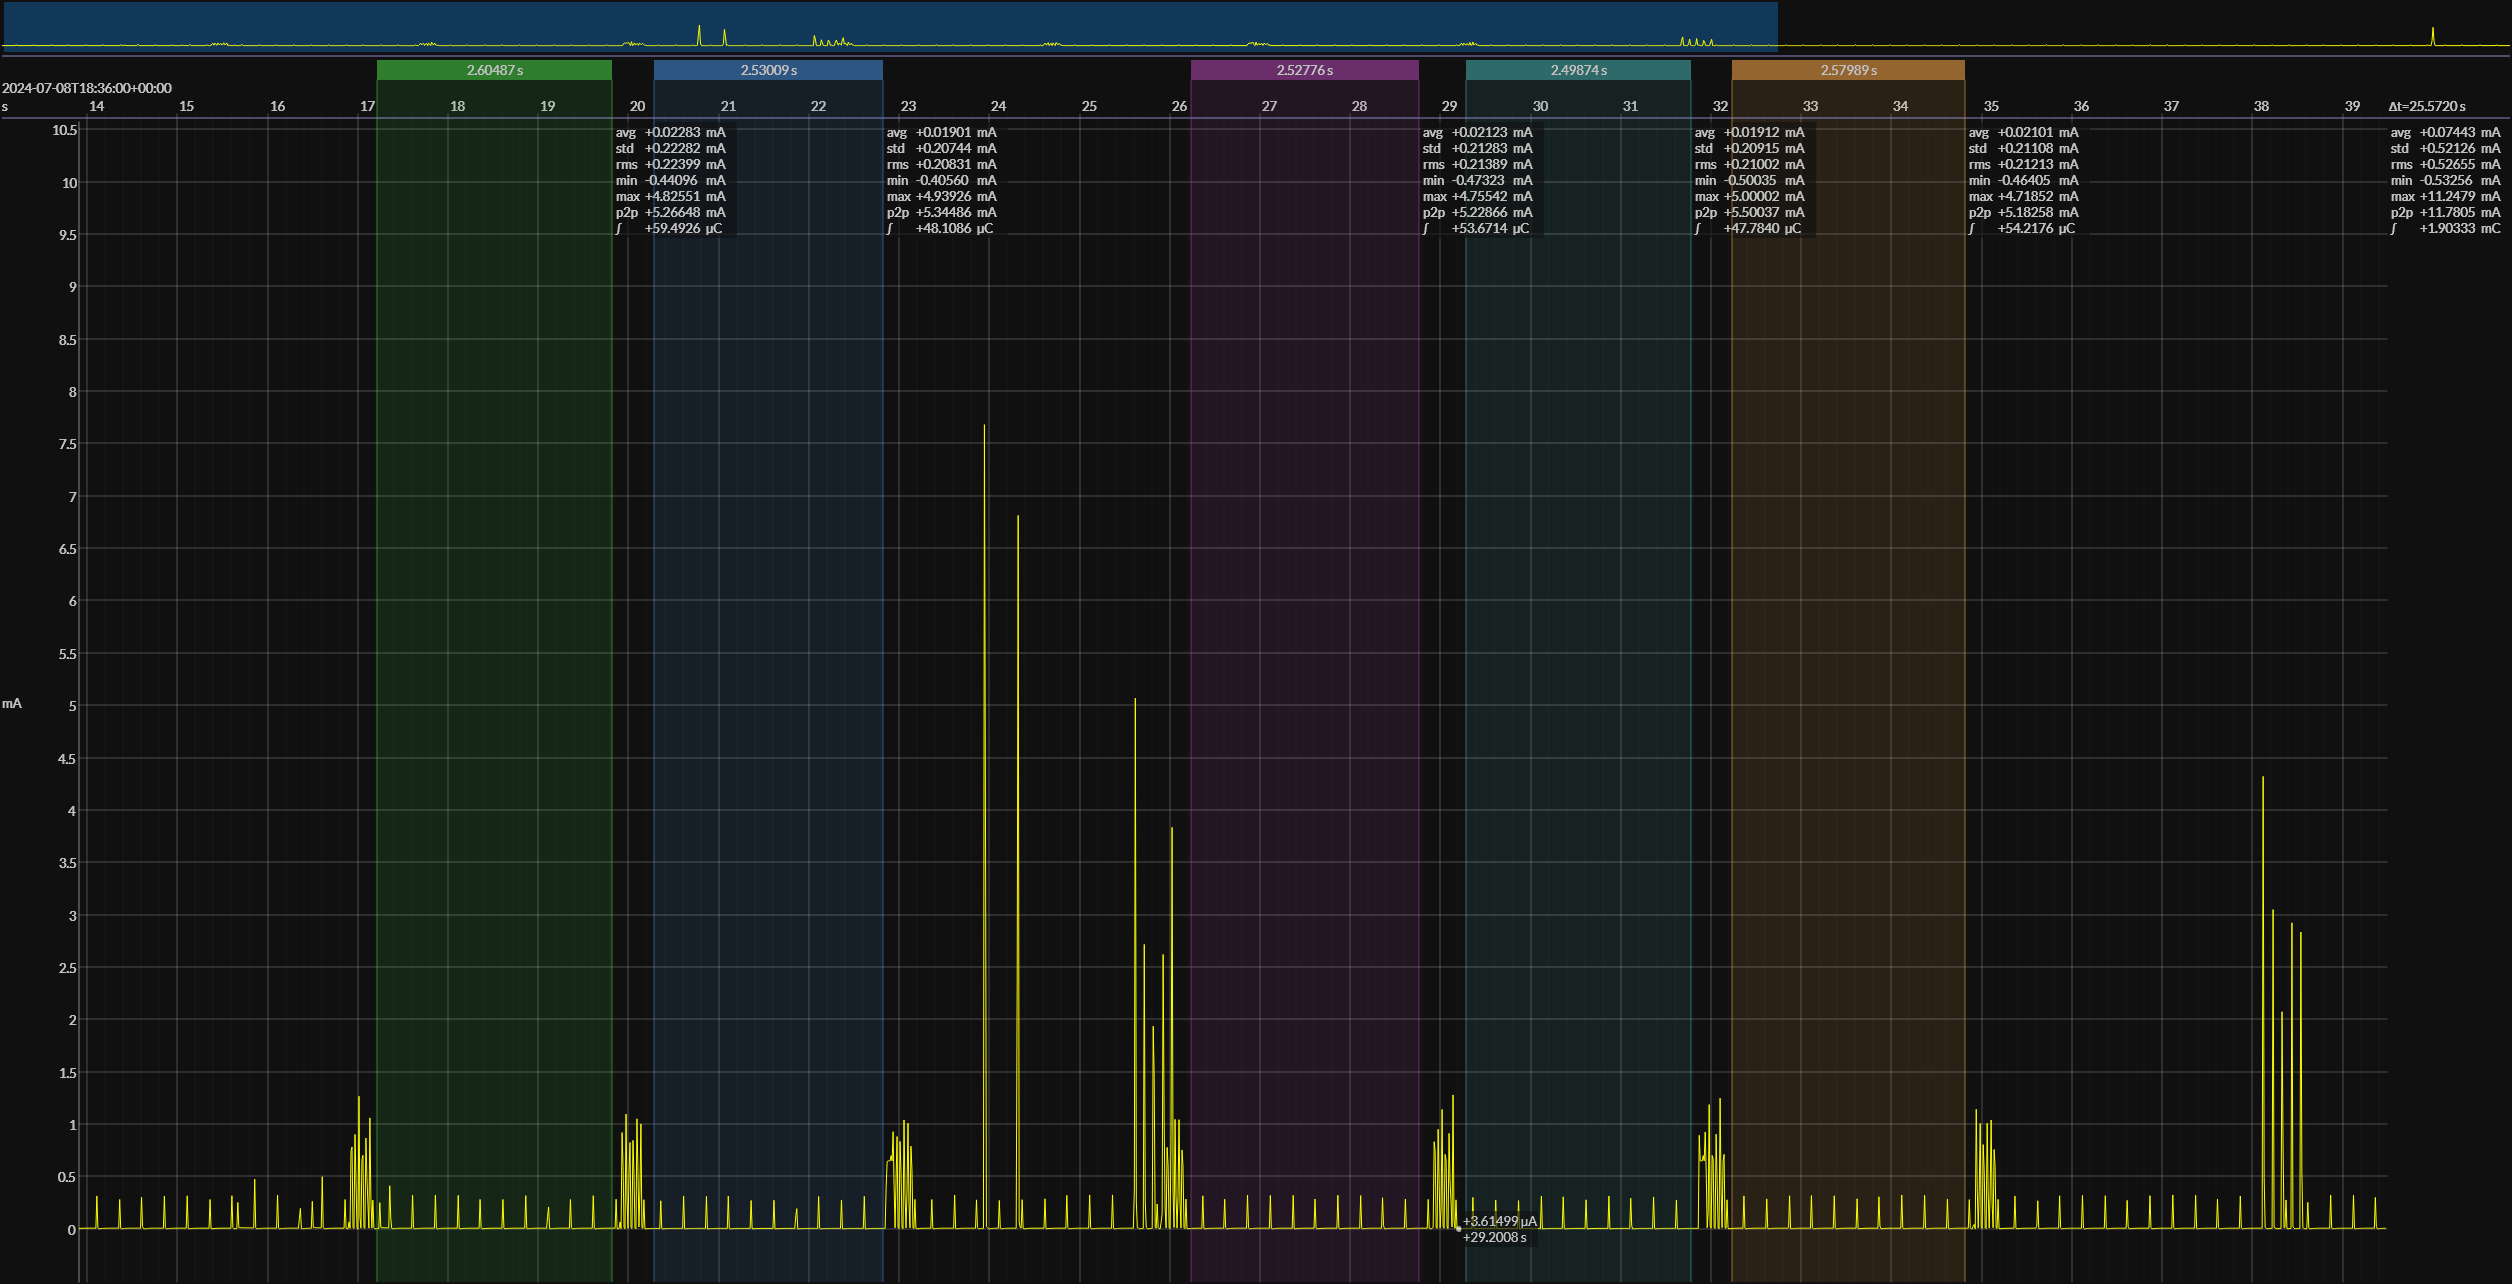 2.60487 s 2.53009 s 2.52776 s 2.49874 s 2.57989 s
2024-07-08T18:36:00+00:00
s 14 15 16 17 18 19 20 21 22 23 24 25 26 27 28 29 30 31 32 33 34 35 36 37 38 39 Δt=25.5720 s
avg +0.02283 mA
std +0.22282 mA
rms +0.22399 mA
min -0.44096 mA
max +4.82551 mA
p2p +5.26648 mA
∫ +59.4926 µC
avg +0.01901 mA
std +0.20744 mA
rms +0.20831 mA
min -0.40560 mA
max +4.93926 mA
p2p +5.34486 mA
∫ +48.1086 µC
avg +0.02123 mA
std +0.21283 mA
rms +0.21389 mA
min -0.47323 mA
max +4.75542 mA
p2p +5.22866 mA
∫ +53.6714 µC
avg +0.01912 mA
std +0.20915 mA
rms +0.21002 mA
min -0.50035 mA
max +5.00002 mA
p2p +5.50037 mA
∫ +47.7840 µC
avg +0.02101 mA
std +0.21108 mA
rms +0.21213 mA
min -0.46405 mA
max +4.71852 mA
p2p +5.18258 mA
∫ +54.2176 µC
avg +0.07443 mA
std +0.52126 mA
rms +0.52655 mA
min -0.53256 mA
max +11.2479 mA
p2p +11.7805 mA
∫ +1.90333 mC
10.5
10
9.5
9
8.5
8
7.5
7
6.5
6
5.5
mA
5
4.5
4
3.5
3
2.5
2
1.5
1
0.5
0
+3.61499 µA
+29.2008 s